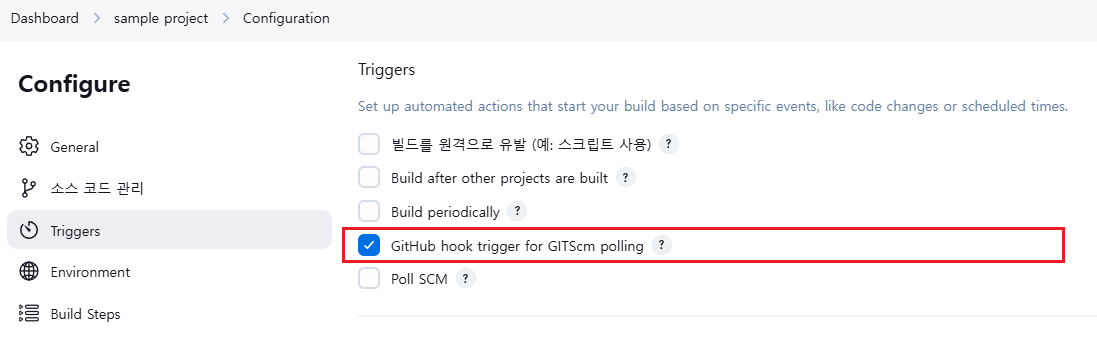 Dashboard > sample project > Configuration
Configure
General
소스 코드 관리
Triggers
Environment
Build Steps
Triggers
Set up automated actions that start your build based on specific events, like code changes or scheduled times.
빌드를 원격으로 유발 (예: 스크립트 사용) ?
Build after other projects are built ?
Build periodically ?
GitHub hook trigger for GITScm polling ?
Poll SCM ?